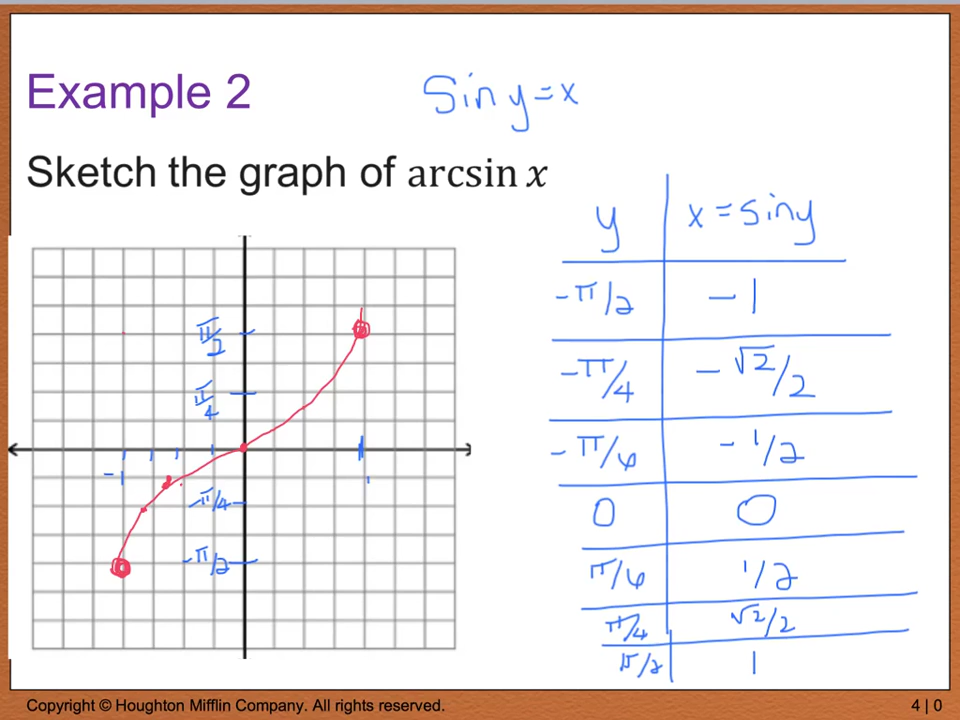 Example 2
sin y = x
Sketch the graph of arcsin x
y x = sin y
-π/2 -1
-π/4 -√2/2
-π/6 -1/2
0 0
π/6 1/2
π/4 √2/2
π/2 1
π/2
π/4
-1 1
-π/4
-π/2
Copyright © Houghton Mifflin Company. All rights reserved. 4 | 0